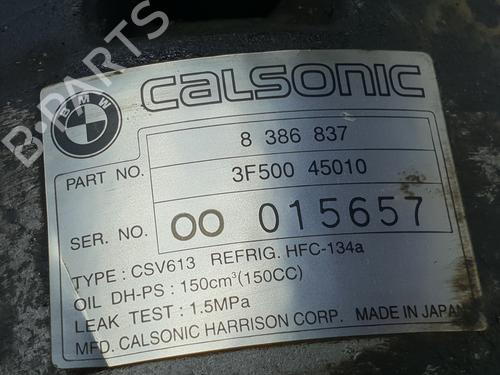 BMW CALSONIC
8 386 837
PART NO. 3F500 45010
SER. NO. 00 015657
TYPE : CSV613 REFRIG. HFC-134a
OIL DH-PS : 150cm³(150CC)
LEAK TEST : 1.5MPa
MFD. CALSONIC HARRISON CORP. MADE IN JAPAN
B-PARTS